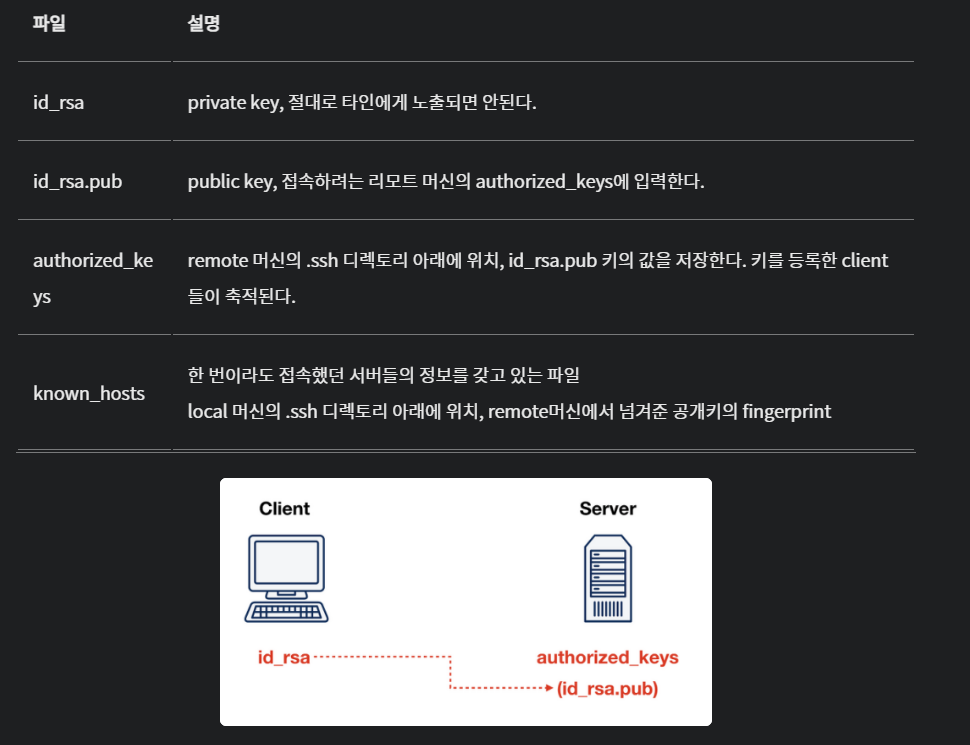 파일 설명
id_rsa private key, 절대로 타인에게 노출되면 안된다.
id_rsa.pub public key, 접속하려는 리모트 머신의 authorized_keys에 입력한다.
authorized_ke
ys
remote 머신의 .ssh 디렉토리 아래에 위치, id_rsa.pub 키의 값을 저장한다. 키를 등록한 client
들이 축적된다.
known_hosts
한 번이라도 접속했던 서버들의 정보를 갖고 있는 파일
local 머신의 .ssh 디렉토리 아래에 위치, remote머신에서 넘겨준 공개키의 fingerprint
Client Server
id_rsa authorized_keys
(id_rsa.pub)